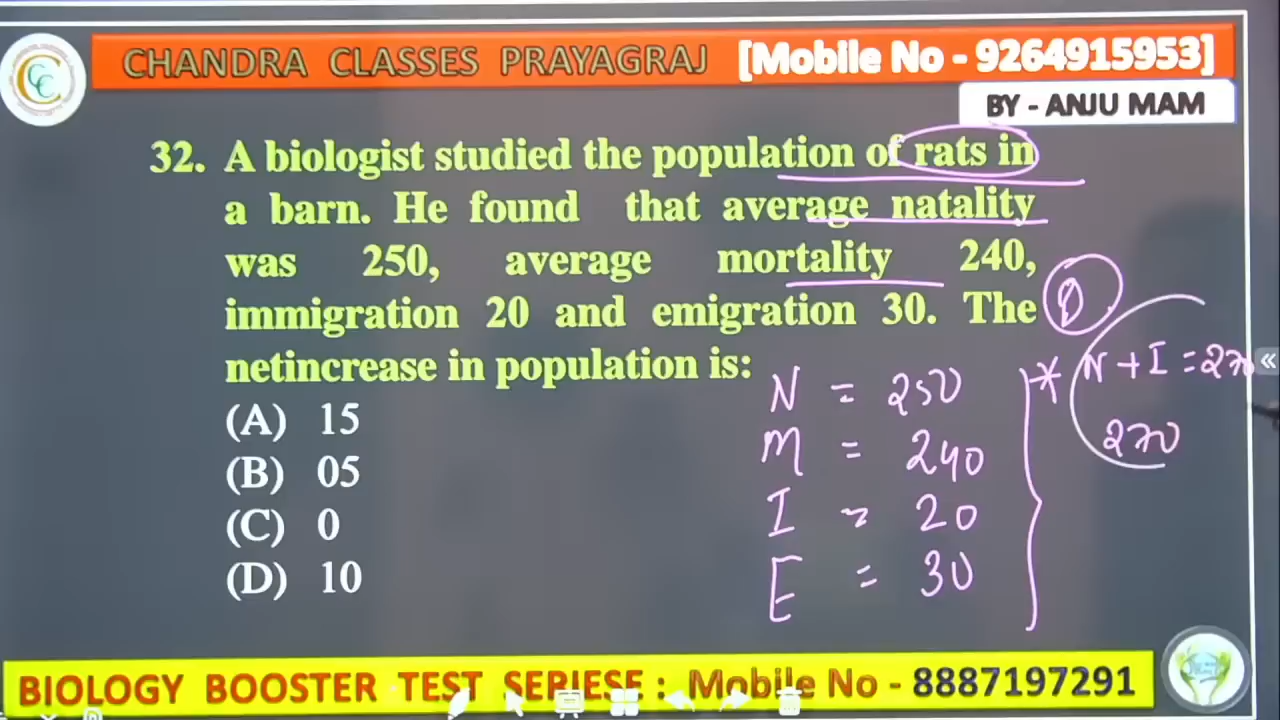 CHANDRA CLASSES PRAYAGRAJ [Mobile No - 9264915953]
BY - ANJU MAM
32. A biologist studied the population of rats in
a barn. He found that average natality
was 250, average mortality 240,
immigration 20 and emigration 30. The
netincrease in population is:
(A) 15
(B) 05
(C) 0
(D) 10
N = 250
M = 240
I = 20
E = 30
* N + I = 270
270
BIOLOGY BOOSTER TEST SERIESE : Mobile No - 8887197291